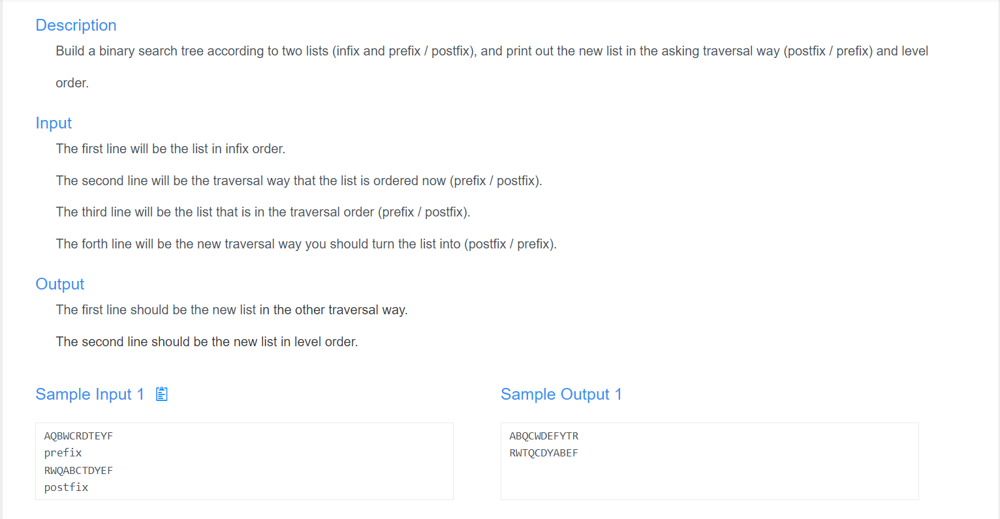 Description
Build a binary search tree according to two lists (infix and prefix / postfix), and print out the new list in the asking traversal way (postfix / prefix) and level
order.
Input
The first line will be the list in infix order.
The second line will be the traversal way that the list is ordered now (prefix / postfix).
The third line will be the list that is in the traversal order (prefix / postfix).
The forth line will be the new traversal way you should turn the list into (postfix / prefix).
Output
The first line should be the new list in the other traversal way.
The second line should be the new list in level order.
Sample Input 1
AQBWCRDTEYF
prefix
RWQABCTDYEF
postfix
Sample Output 1
ABQCWDEFYTR
RWTQCDYABEF